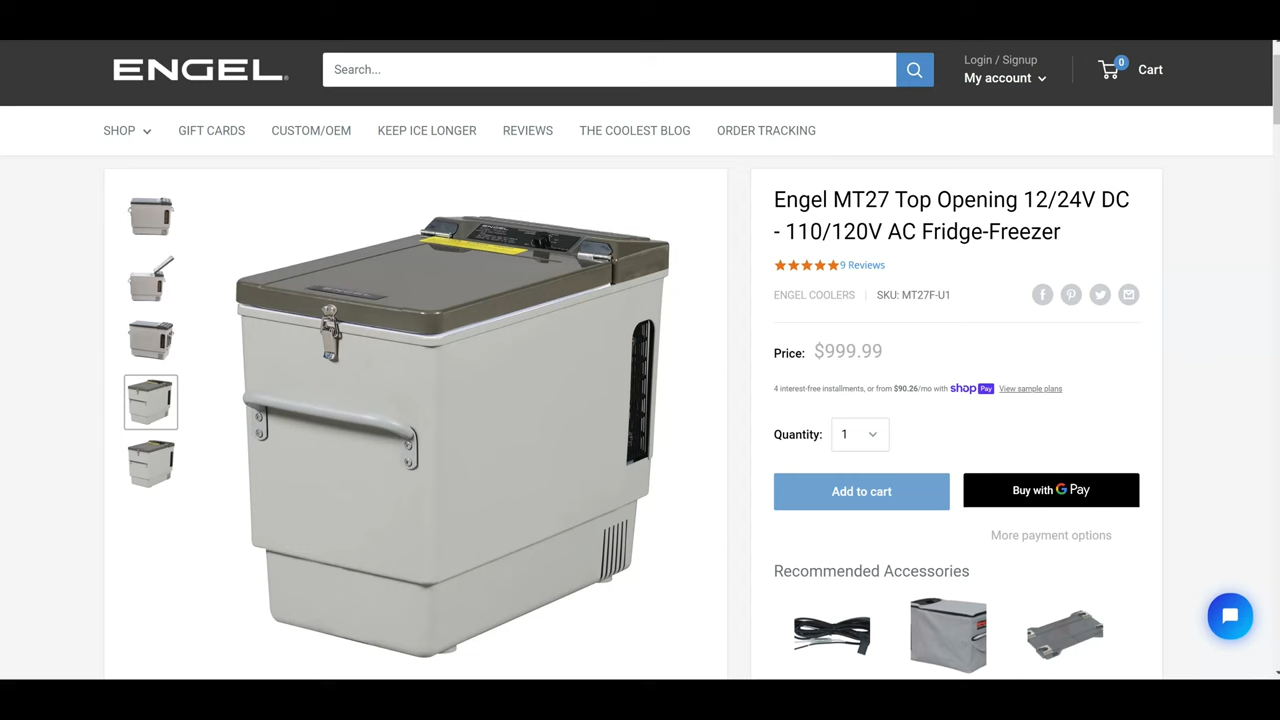 ENGEL
Search...
Login / Signup
My account
0
Cart
SHOP
GIFT CARDS
CUSTOM/OEM
KEEP ICE LONGER
REVIEWS
THE COOLEST BLOG
ORDER TRACKING
Engel MT27 Top Opening 12/24V DC
- 110/120V AC Fridge-Freezer
9 Reviews
ENGEL COOLERS
SKU: MT27F-U1
Price: $999.99
4 interest-free installments, or from $90.26/mo with shop Pay View sample plans
Quantity: 1
Add to cart
Buy with G Pay
More payment options
Recommended Accessories
ENGEL